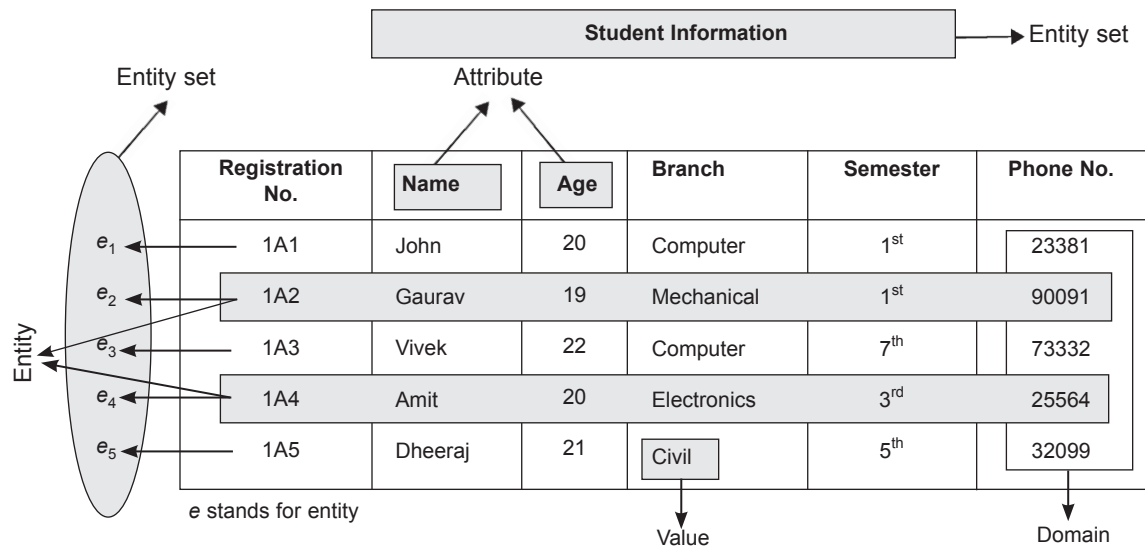 Student Information
Entity set
Entity set
Attribute
Registration No. Name Age Branch Semester Phone No.
e1 1A1 John 20 Computer 1st 23381
e2 1A2 Gaurav 19 Mechanical 1st 90091
Entity
e3 1A3 Vivek 22 Computer 7th 73332
e4 1A4 Amit 20 Electronics 3rd 25564
e5 1A5 Dheeraj 21 Civil 5th 32099
e stands for entity
Value
Domain